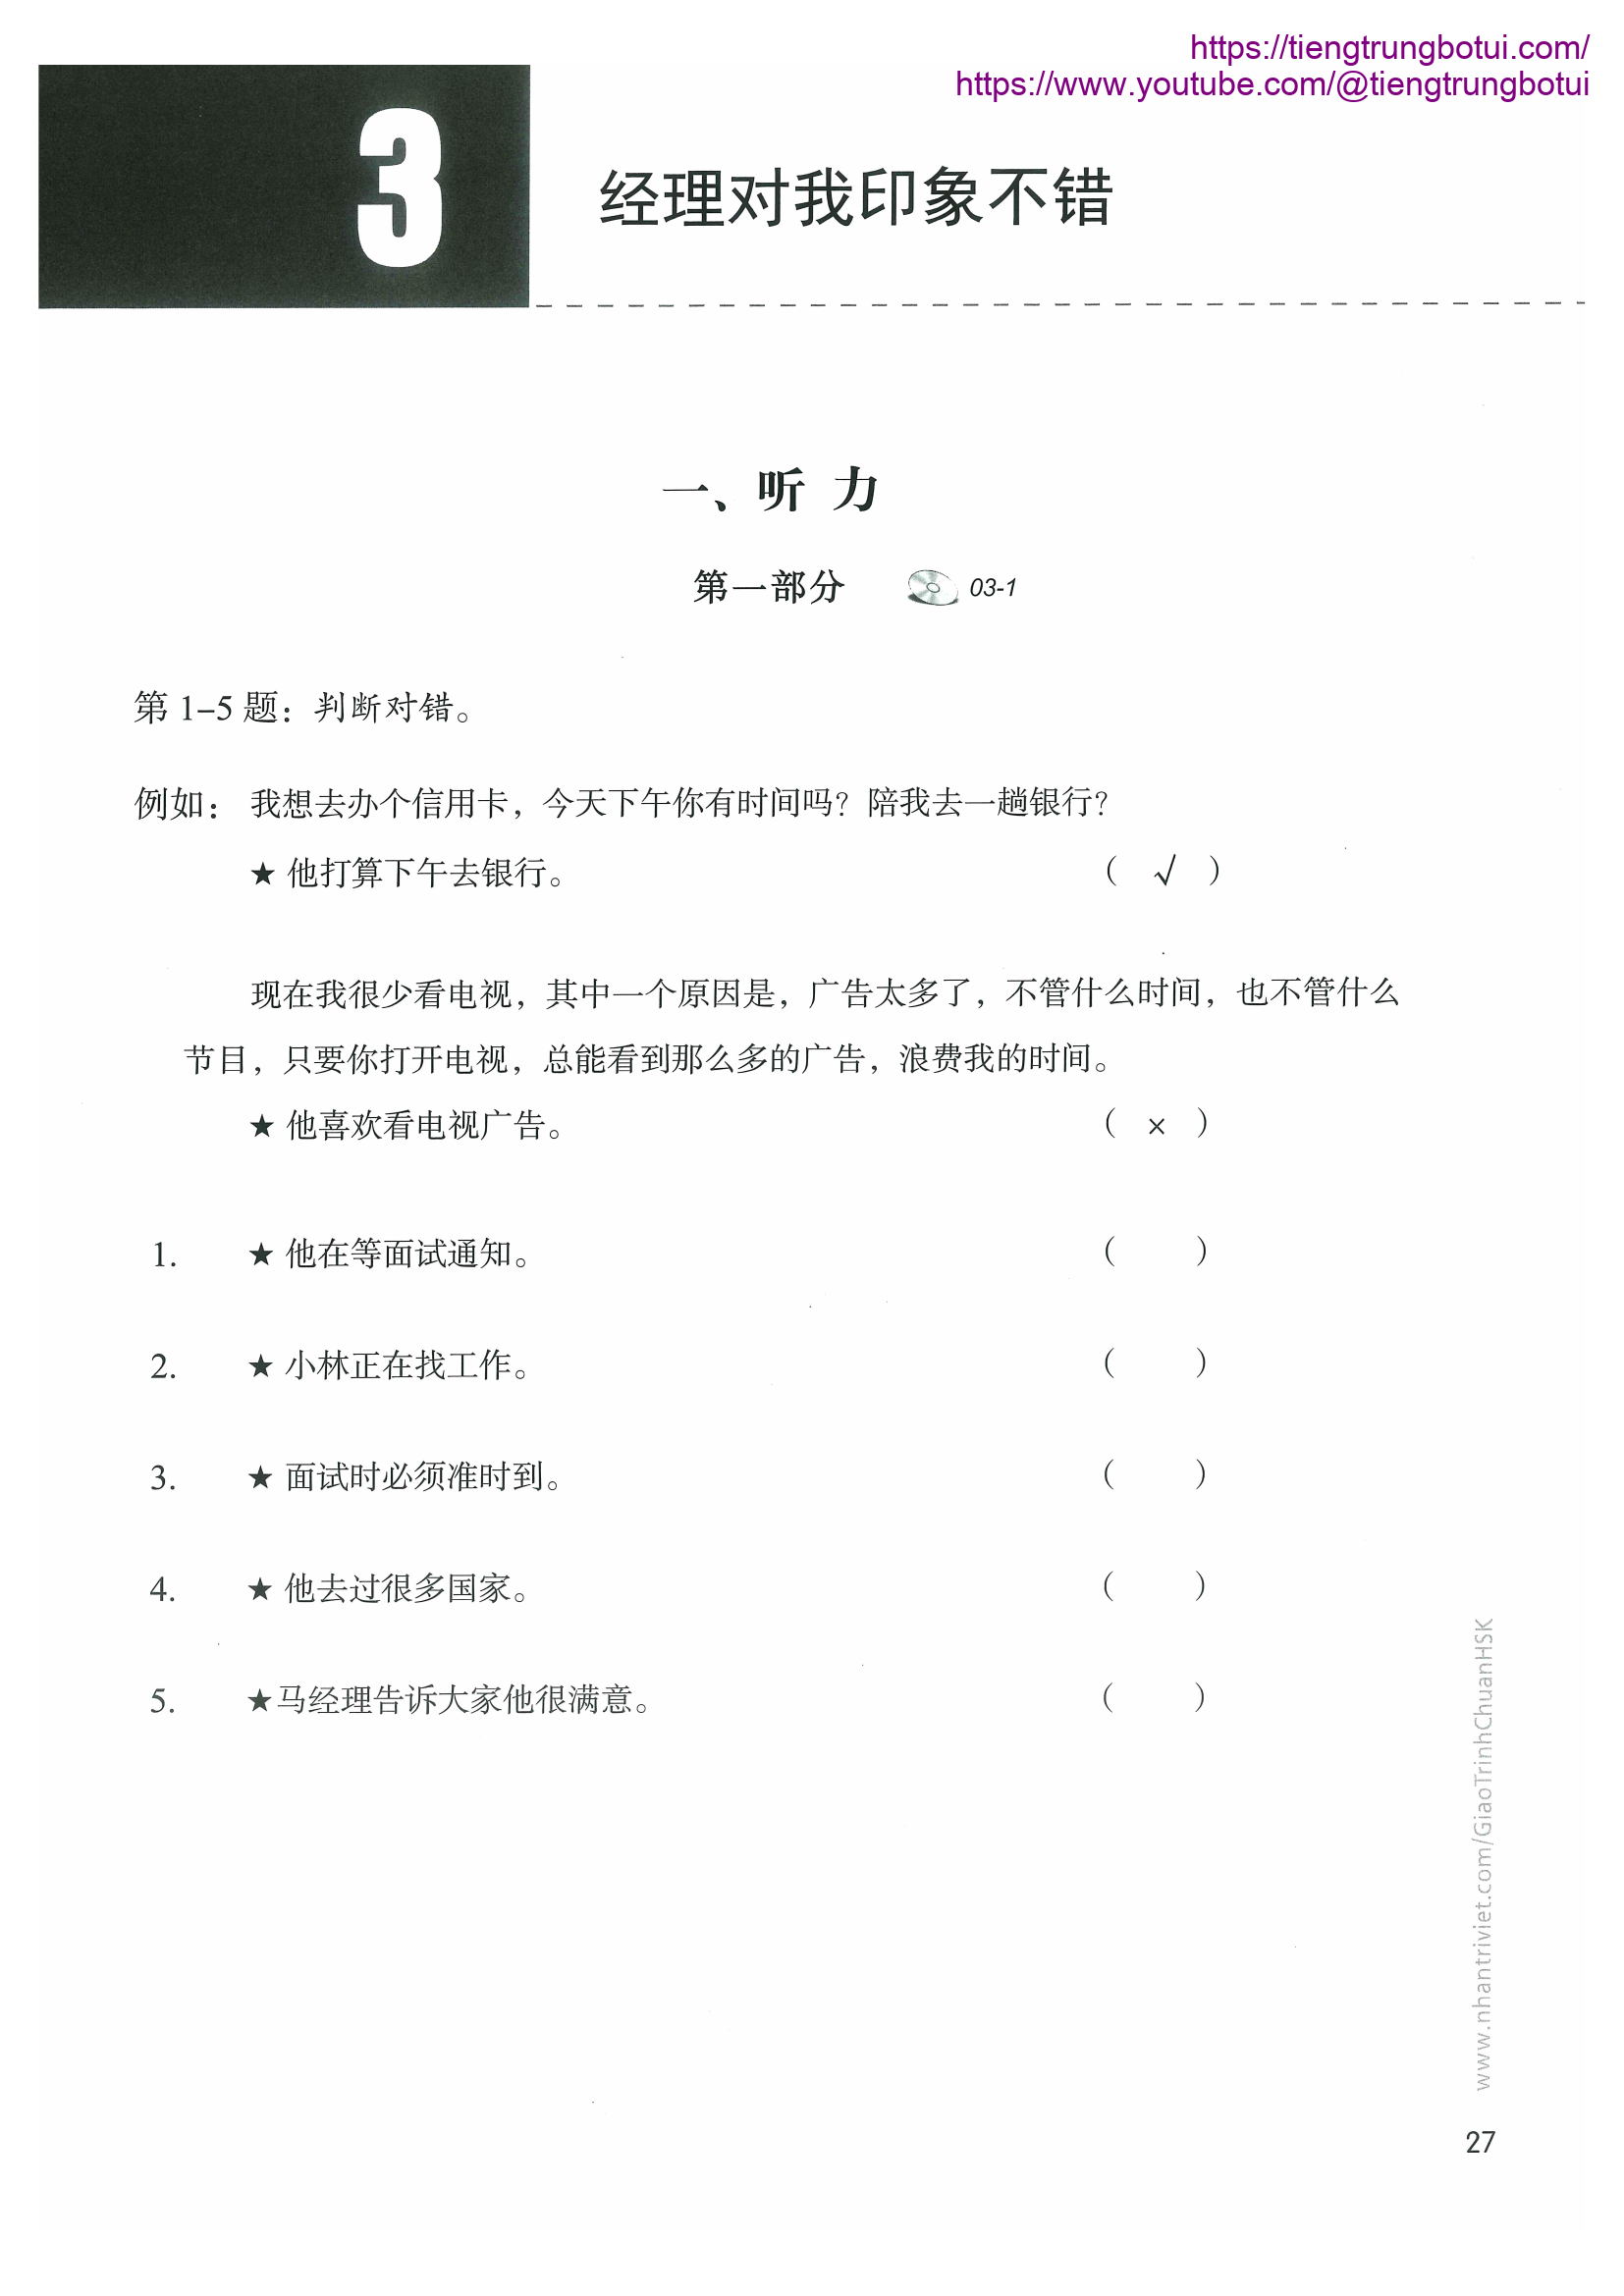 https://tiengtrungbotui.com/
https://www.youtube.com/@tiengtrungbotui
3
经理对我印象不错
一、听 力
第一部分 03-1
第 1–5 题：判断对错。
例如： 我想去办个信用卡，今天下午你有时间吗？陪我去一趟银行？
★ 他打算下午去银行。 （ √ ）
现在我很少看电视，其中一个原因是，广告太多了，不管什么时间，也不管什么
节目，只要你打开电视，总能看到那么多的广告，浪费我的时间。
★ 他喜欢看电视广告。 （ × ）
1. ★ 他在等面试通知。 （ ）
2. ★ 小林正在找工作。 （ ）
3. ★ 面试时必须准时到。 （ ）
4. ★ 他去过很多国家。 （ ）
5. ★马经理告诉大家他很满意。 （ ）
www.nhantriviet.com/GiaoTrinhChuanHSK
27